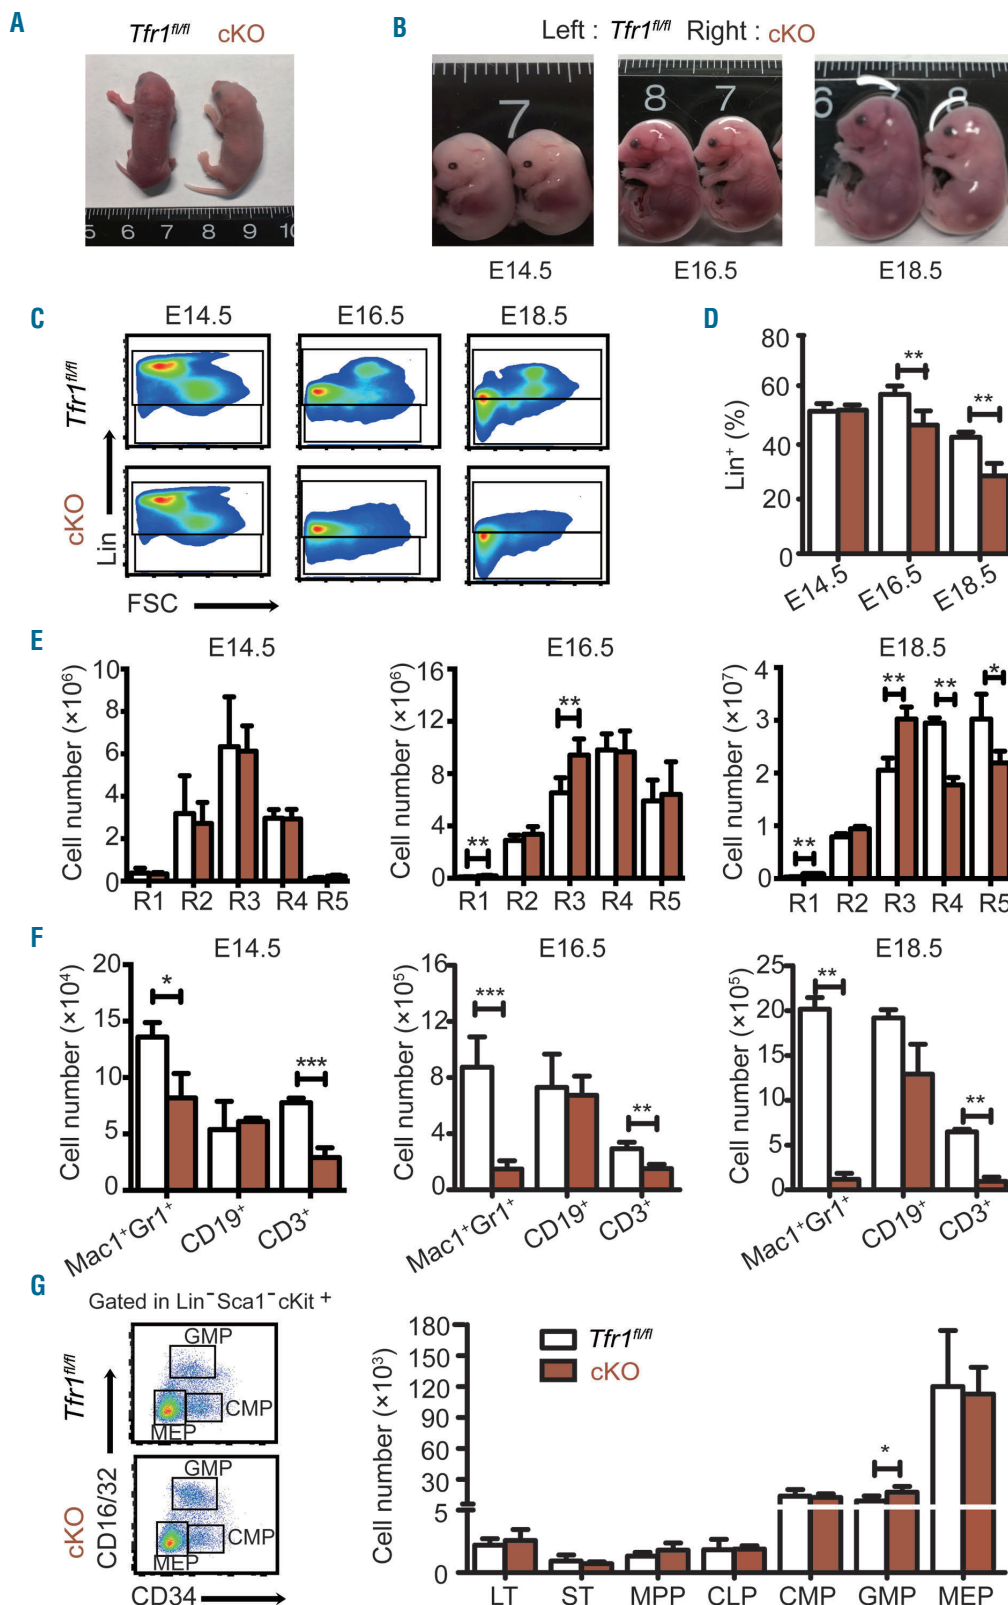 A
Tfr1fl/fl cKO
5 6 7 8 9 10
B
Left : Tfr1fl/fl Right : cKO
7
8 7
6 7 8
E14.5 E16.5 E18.5
C
E14.5 E16.5 E18.5
Tfr1fl/fl
cKO
Lin
FSC
D
Lin+ (%)
80
60
40
20
0
** **
E14.5 E16.5 E18.5
E
E14.5
Cell number (×10⁶)
10
8
6
4
2
0
R1 R2 R3 R4 R5
E16.5
Cell number (×10⁶)
16
12
8
4
0
** **
R1 R2 R3 R4 R5
E18.5
Cell number (×10⁷)
4
3
2
1
0
** ** ** *
R1 R2 R3 R4 R5
F
E14.5
Cell number (×10⁴)
20
15
10
5
0
* ***
Mac1+Gr1+ CD19+ CD3+
E16.5
Cell number (×10⁵)
16
12
8
4
0
*** **
Mac1+Gr1+ CD19+ CD3+
E18.5
Cell number (×10⁵)
25
20
15
10
5
0
** **
Mac1+Gr1+ CD19+ CD3+
G
Gated in Lin⁻Sca1⁻cKit⁺
Tfr1fl/fl
GMP
CMP
MEP
cKO
GMP
CMP
MEP
CD16/32
CD34
Cell number (×10³)
180
150
120
90
60
30
5
0
Tfr1fl/fl
cKO
*
LT ST MPP CLP CMP GMP MEP